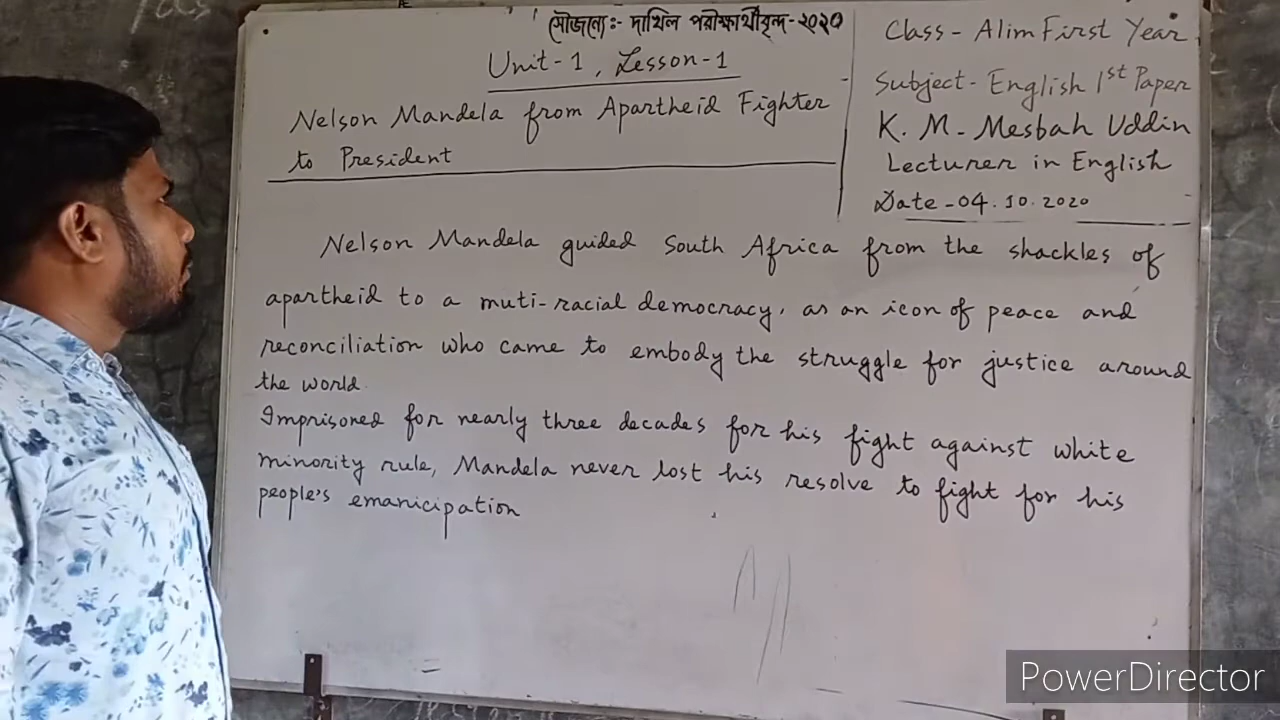 সৌজন্যে:- দাখিল পরীক্ষার্থীবৃন্দ-২০২০
Unit-1, Lesson-1
Nelson Mandela from Apartheid Fighter
to President
Class- Alim First Year
Subject- English 1st Paper
K. M. Mesbah Uddin
Lecturer in English
Date -04.10.2020
Nelson Mandela guided South Africa from the shackles of
apartheid to a muti-racial democracy, as an icon of peace and
reconciliation who came to embody the struggle for justice around
the world.
Imprisoned for nearly three decades for his fight against white
minority rule, Mandela never lost his resolve to fight for his
people's emanicipation
PowerDirector